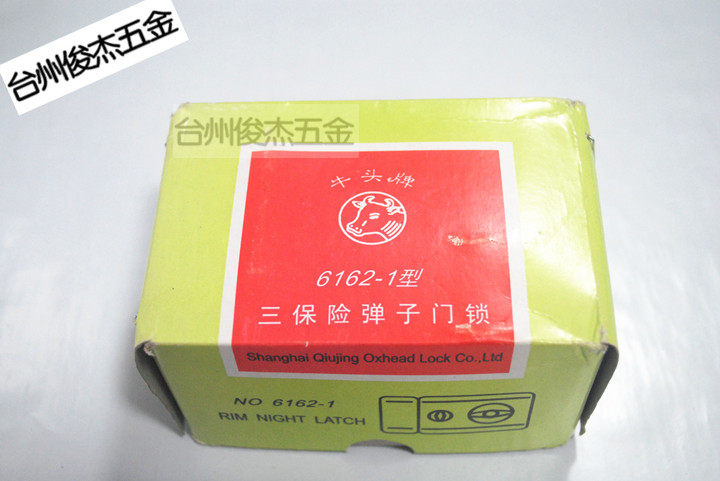 台州俊杰五金
台州俊杰五金
牛头牌
6162-1型
三保险弹子门锁
Shanghai Qiujing Oxhead Lock Co.,Ltd
NO 6162-1
RIM NIGHT LATCH